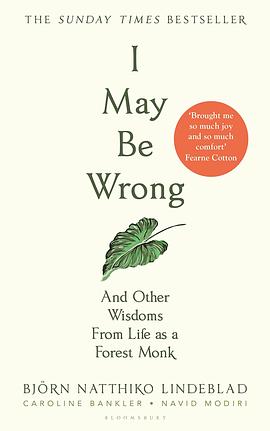 THE SUNDAY TIMES BESTSELLER
I
May
Be
Wrong
'Brought me
so much joy
and so much
comfort'
Fearne Cotton
And Other
Wisdoms
From Life as a
Forest Monk
BJÖRN NATTHIKO LINDEBLAD
CAROLINE BANKLER • NAVID MODIRI
BLOOMSBURY